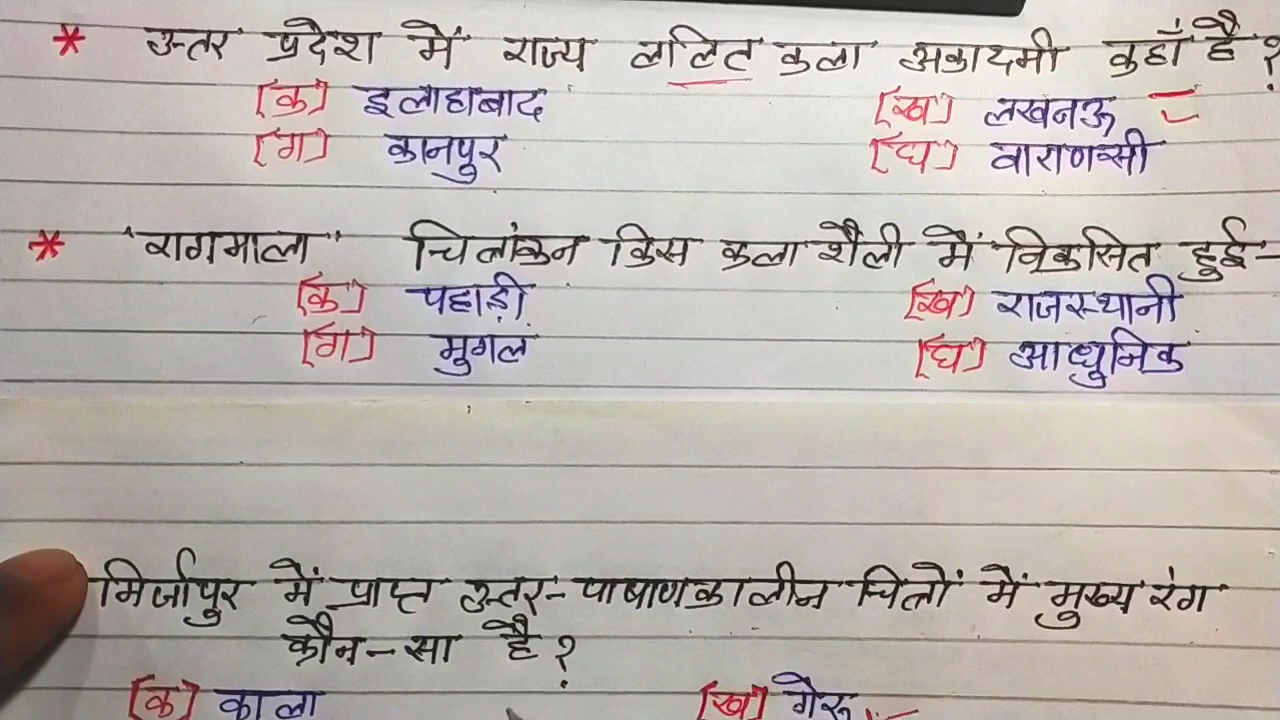 * उत्तर प्रदेश में राज्य ललित कला अकादमी कहाँ है ?
[क] इलाहाबाद [ख] लखनऊ
[ग] कानपुर [घ] वाराणसी
* 'रागमाला' चित्रांकन किस कला शैली में विकसित हुई-
[क] पहाड़ी [ख] राजस्थानी
[ग] मुगल [घ] आधुनिक
मिर्जापुर में प्राप्त उत्तर-पाषाणकालीन चित्रों में मुख्य रंग
कौन-सा है ?
[क] काला [ख] गेरू